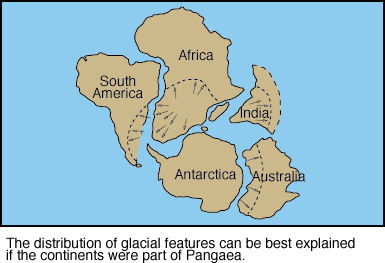 Africa
South
America
India
Antarctica
Australia
The distribution of glacial features can be best explained
if the continents were part of Pangaea.